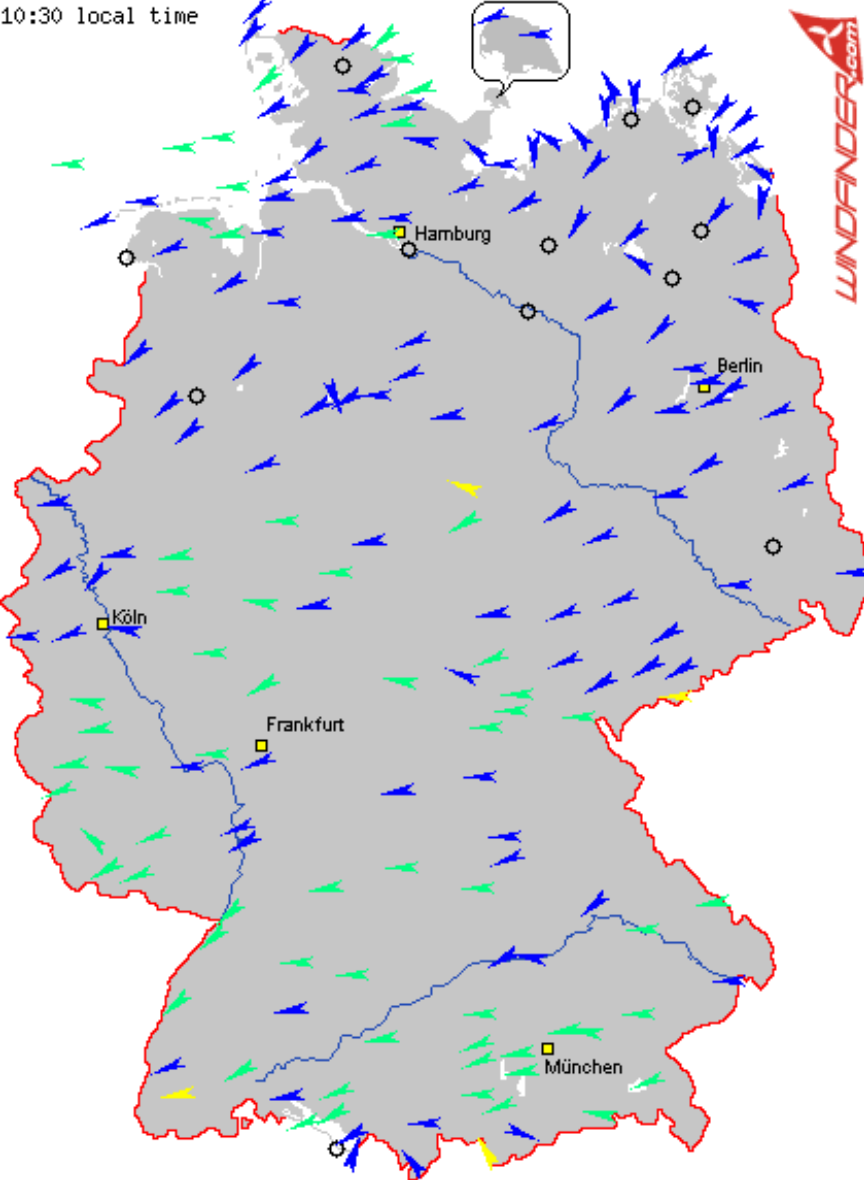 10:30 local time
WINDFINDER.com
Hamburg
Berlin
Köln
Frankfurt
München